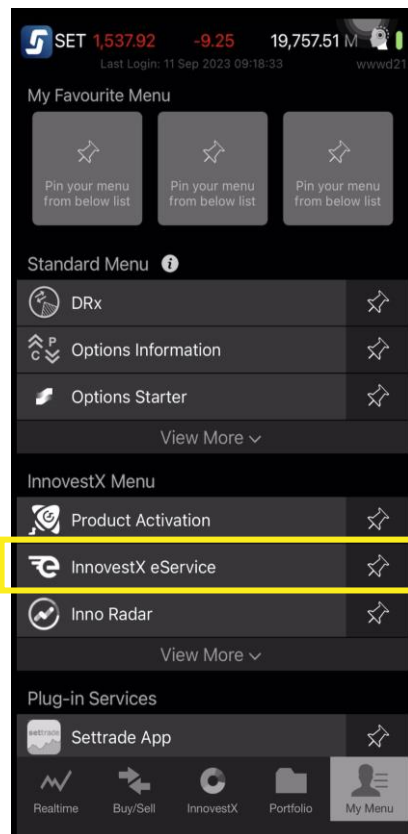 SET 1,537.92 -9.25 19,757.51 M
Last Login: 11 Sep 2023 09:18:33 wwwd21
My Favourite Menu
Pin your menu from below list
Pin your menu from below list
Pin your menu from below list
Standard Menu
DRx
Options Information
Options Starter
View More
InnovestX Menu
Product Activation
InnovestX eService
Inno Radar
View More
Plug-in Services
settrade
Settrade App
Realtime Buy/Sell InnovestX Portfolio My Menu